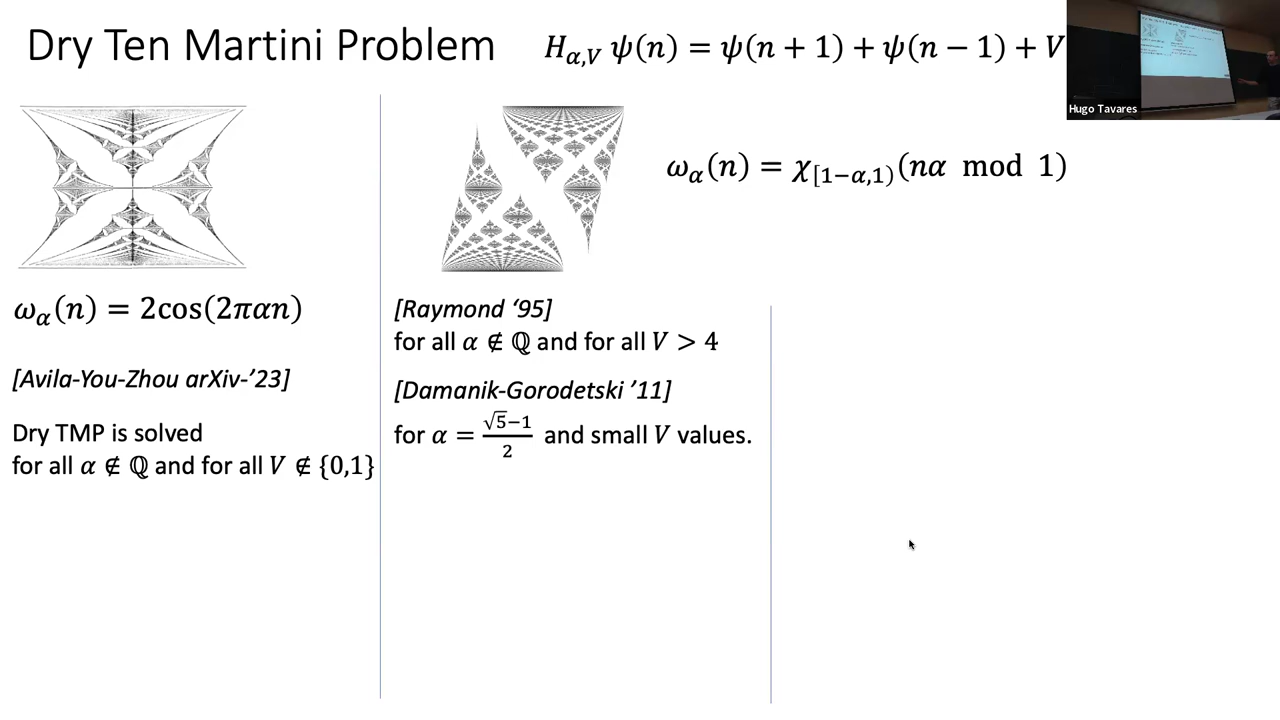 Dry Ten Martini Problem
H_{α,V} ψ(n) = ψ(n + 1) + ψ(n − 1) + V
Hugo Tavares
ω_α(n) = χ_{[1−α,1)}(nα mod 1)
ω_α(n) = 2cos(2παn)
[Avila-You-Zhou arXiv-’23]
Dry TMP is solved
for all α ∉ ℚ and for all V ∉ {0,1}
[Raymond ‘95]
for all α ∉ ℚ and for all V > 4
[Damanik-Gorodetski ’11]
for α = \frac{√5−1}{2} and small V values.